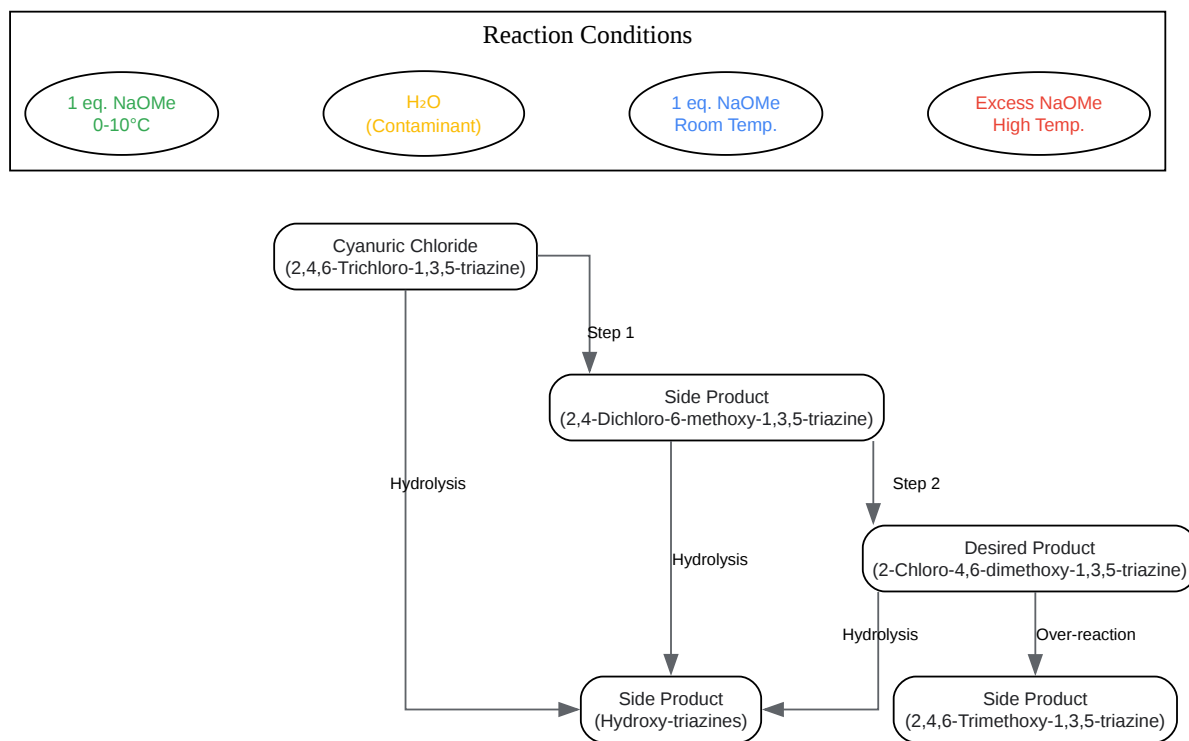 Reaction Conditions
1 eq. NaOMe
0-10°C
H₂O
(Contaminant)
1 eq. NaOMe
Room Temp.
Excess NaOMe
High Temp.
Cyanuric Chloride
(2,4,6-Trichloro-1,3,5-triazine)
Step 1
Side Product
(2,4-Dichloro-6-methoxy-1,3,5-triazine)
Hydrolysis
Step 2
Hydrolysis
Desired Product
(2-Chloro-4,6-dimethoxy-1,3,5-triazine)
Hydrolysis
Over-reaction
Side Product
(Hydroxy-triazines)
Side Product
(2,4,6-Trimethoxy-1,3,5-triazine)